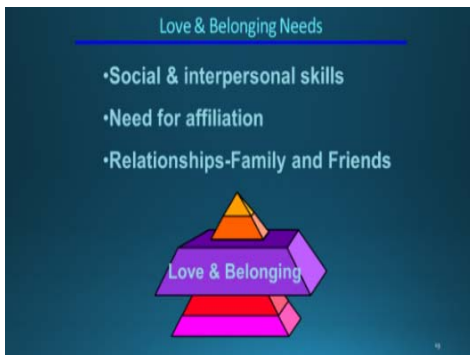 Love & Belonging Needs
•Social & interpersonal skills
•Need for affiliation
•Relationships-Family and Friends
Love & Belonging